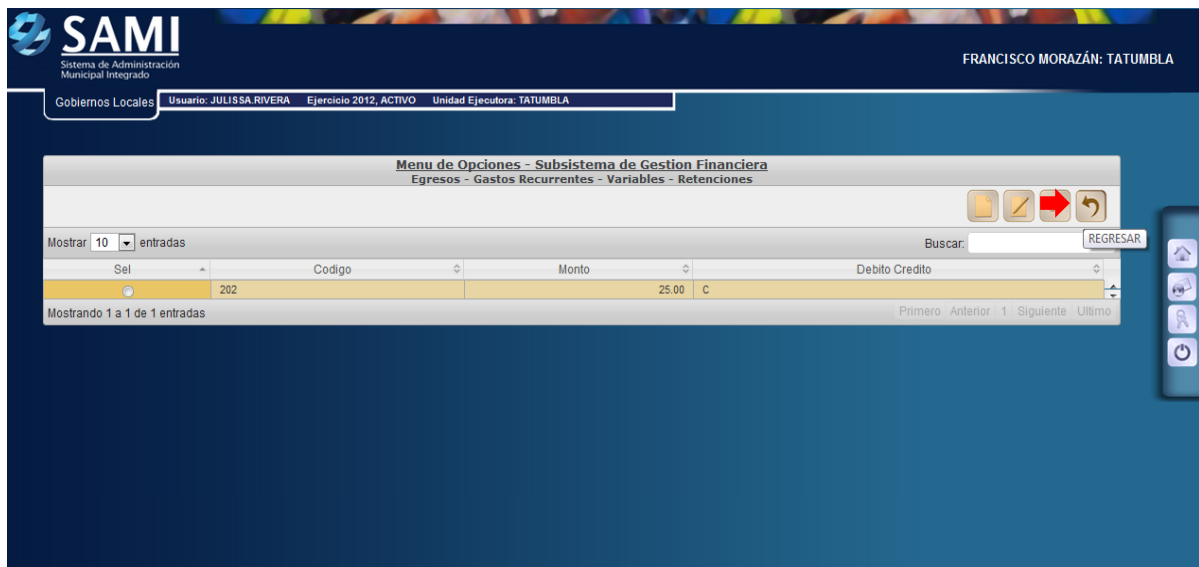 SAMI
Sistema de Administración
Municipal Integrado
FRANCISCO MORAZÁN: TATUMBLA
Gobiernos Locales
Usuario: JULISSA.RIVERA Ejercicio 2012, ACTIVO Unidad Ejecutora: TATUMBLA
Menu de Opciones - Subsistema de Gestion Financiera
Egresos - Gastos Recurrentes - Variables - Retenciones
Mostrar 10 entradas
Buscar:
REGRESAR
Sel Codigo Monto Debito Credito
202 25.00 C
Mostrando 1 a 1 de 1 entradas
Primero Anterior 1 Siguiente Ultimo